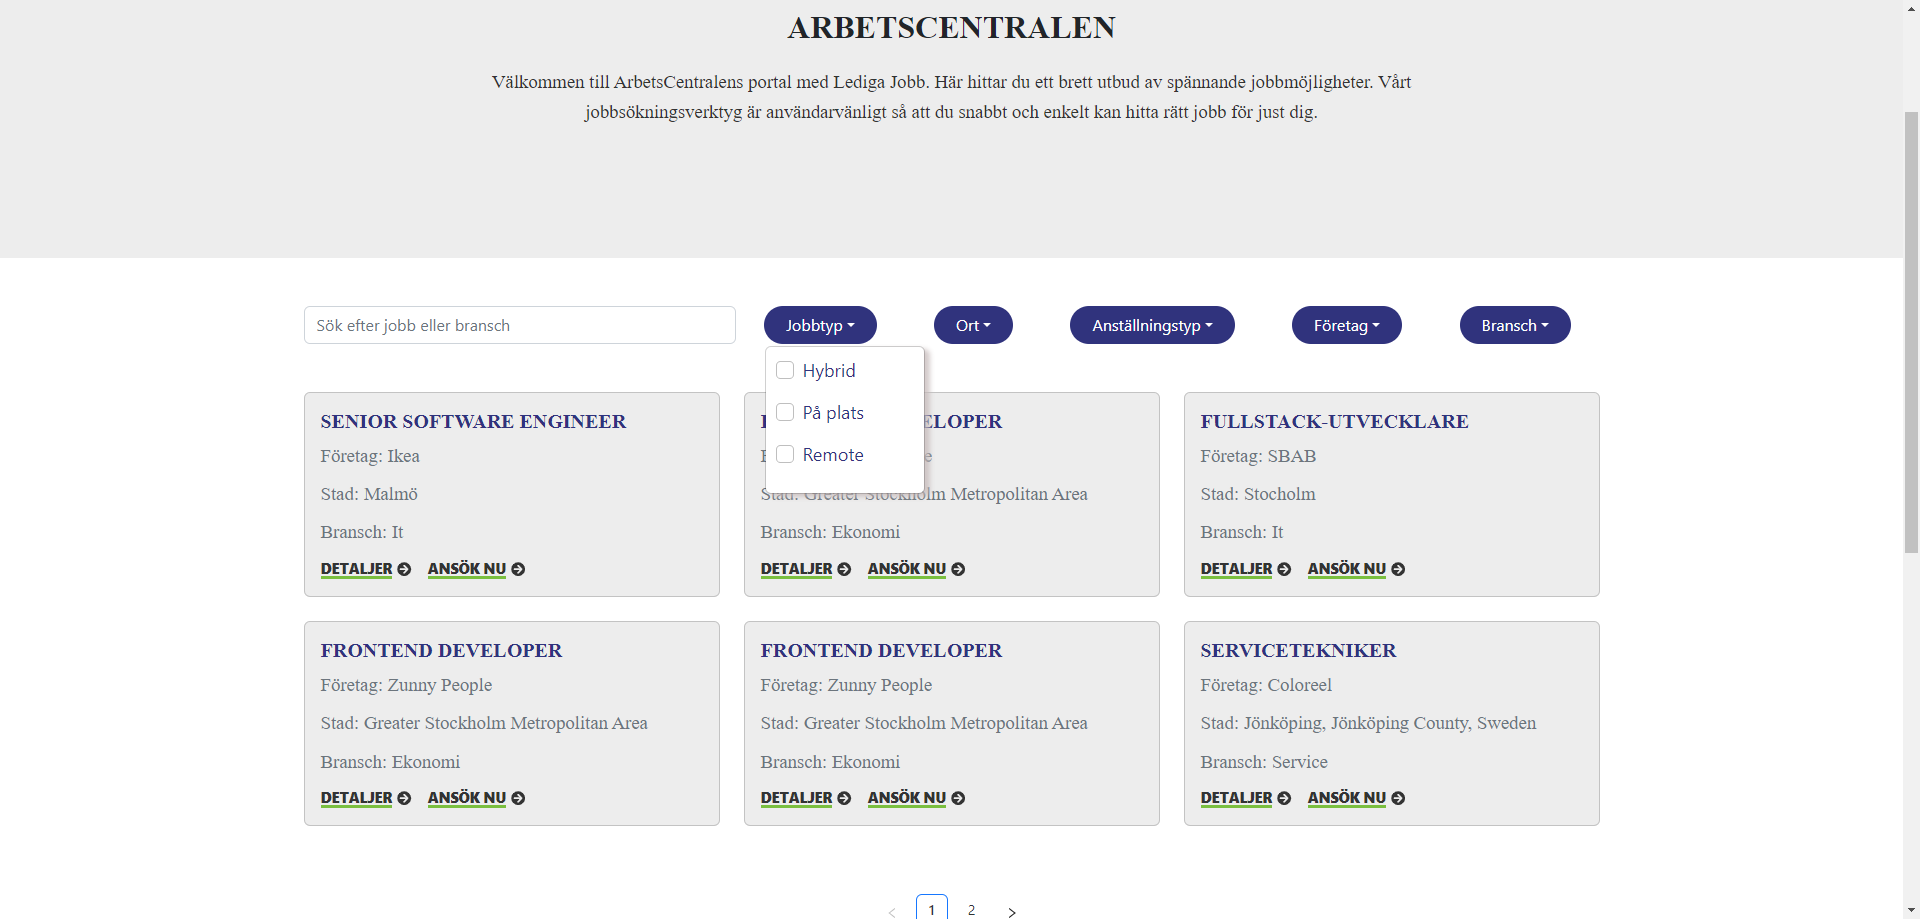 ARBETSCENTRALEN
Välkommen till ArbetsCentralens portal med Lediga Jobb. Här hittar du ett brett utbud av spännande jobbmöjligheter. Vårt
jobbsökningsverktyg är användarvänligt så att du snabbt och enkelt kan hitta rätt jobb för just dig.
Sök efter jobb eller bransch
Jobbtyp
Ort
Anställningstyp
Företag
Bransch
Hybrid
På plats
Remote
SENIOR SOFTWARE ENGINEER
Företag: Ikea
Stad: Malmö
Bransch: It
DETALJER ANSÖK NU
ELOPER
Stad: Greater Stockholm Metropolitan Area
Bransch: Ekonomi
DETALJER ANSÖK NU
FULLSTACK-UTVECKLARE
Företag: SBAB
Stad: Stocholm
Bransch: It
DETALJER ANSÖK NU
FRONTEND DEVELOPER
Företag: Zunny People
Stad: Greater Stockholm Metropolitan Area
Bransch: Ekonomi
DETALJER ANSÖK NU
FRONTEND DEVELOPER
Företag: Zunny People
Stad: Greater Stockholm Metropolitan Area
Bransch: Ekonomi
DETALJER ANSÖK NU
SERVICETEKNIKER
Företag: Coloreel
Stad: Jönköping, Jönköping County, Sweden
Bransch: Service
DETALJER ANSÖK NU
< 1 2 >